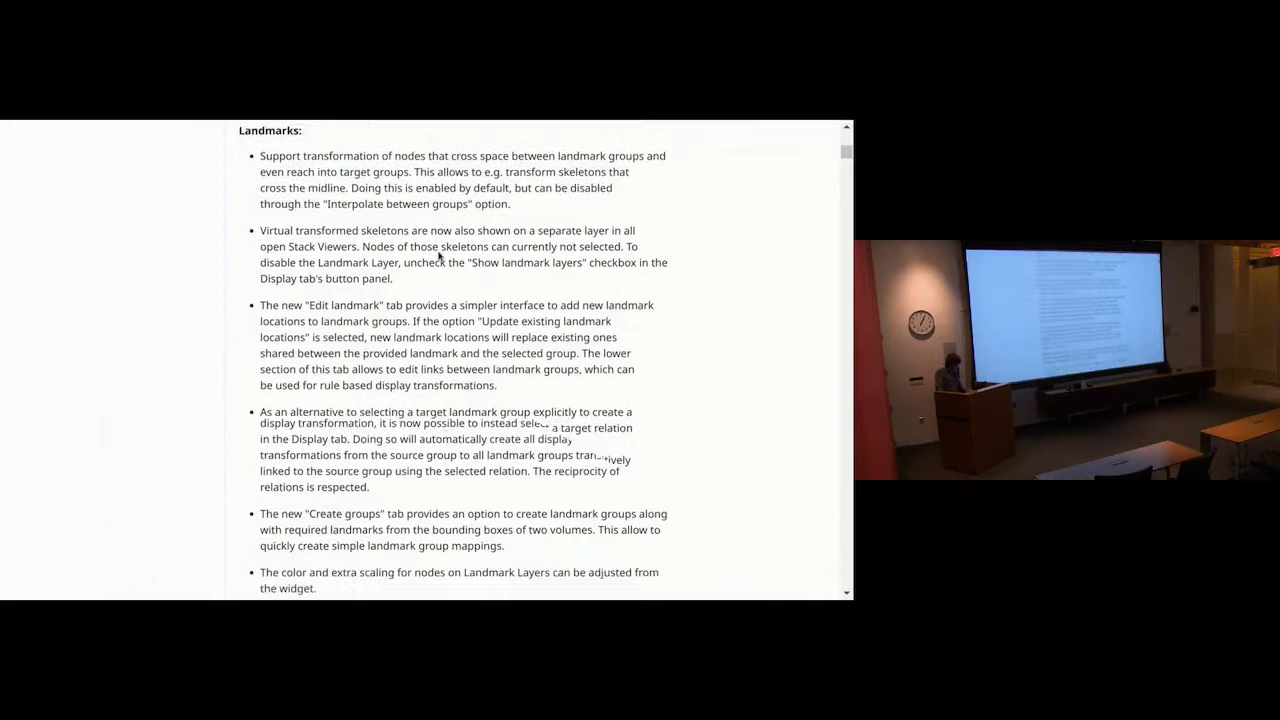 Landmarks:
• Support transformation of nodes that cross space between landmark groups and
even reach into target groups. This allows to e.g. transform skeletons that
cross the midline. Doing this is enabled by default, but can be disabled
through the "Interpolate between groups" option.
• Virtual transformed skeletons are now also shown on a separate layer in all
open Stack Viewers. Nodes of those skeletons can currently not selected. To
disable the Landmark Layer, uncheck the "Show landmark layers" checkbox in the
Display tab's button panel.
• The new "Edit landmark" tab provides a simpler interface to add new landmark
locations to landmark groups. If the option "Update existing landmark
locations" is selected, new landmark locations will replace existing ones
shared between the provided landmark and the selected group. The lower
section of this tab allows to edit links between landmark groups, which can
be used for rule based display transformations.
• As an alternative to selecting a target landmark group explicitly to create a
display transformation, it is now possible to instead a target relation
in the Display tab. Doing so will automatically create all display
transformations from the source group to all landmark groups
linked to the source group using the selected relation. The reciprocity of
relations is respected.
• The new "Create groups" tab provides an option to create landmark groups along
with required landmarks from the bounding boxes of two volumes. This allow to
quickly create simple landmark group mappings.
• The color and extra scaling for nodes on Landmark Layers can be adjusted from
the widget.